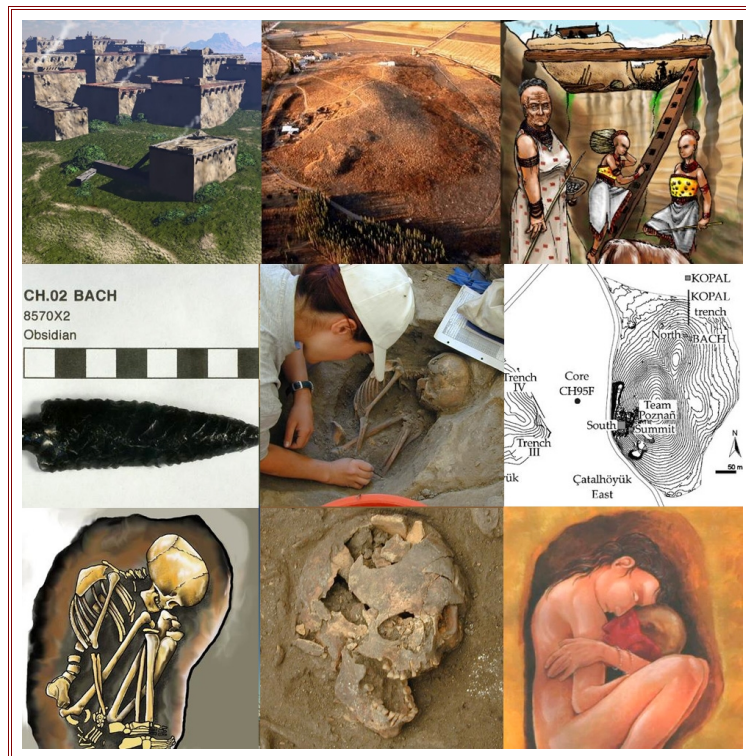 CH.02 BACH
8570X2
Obsidian
KOPAL
KOPAL
trench
North
BACH
Trench
IV
Core
CH95F
Team
Poznań
South
Summit
Trench
III
N
50 m
Çatalhöyük
East